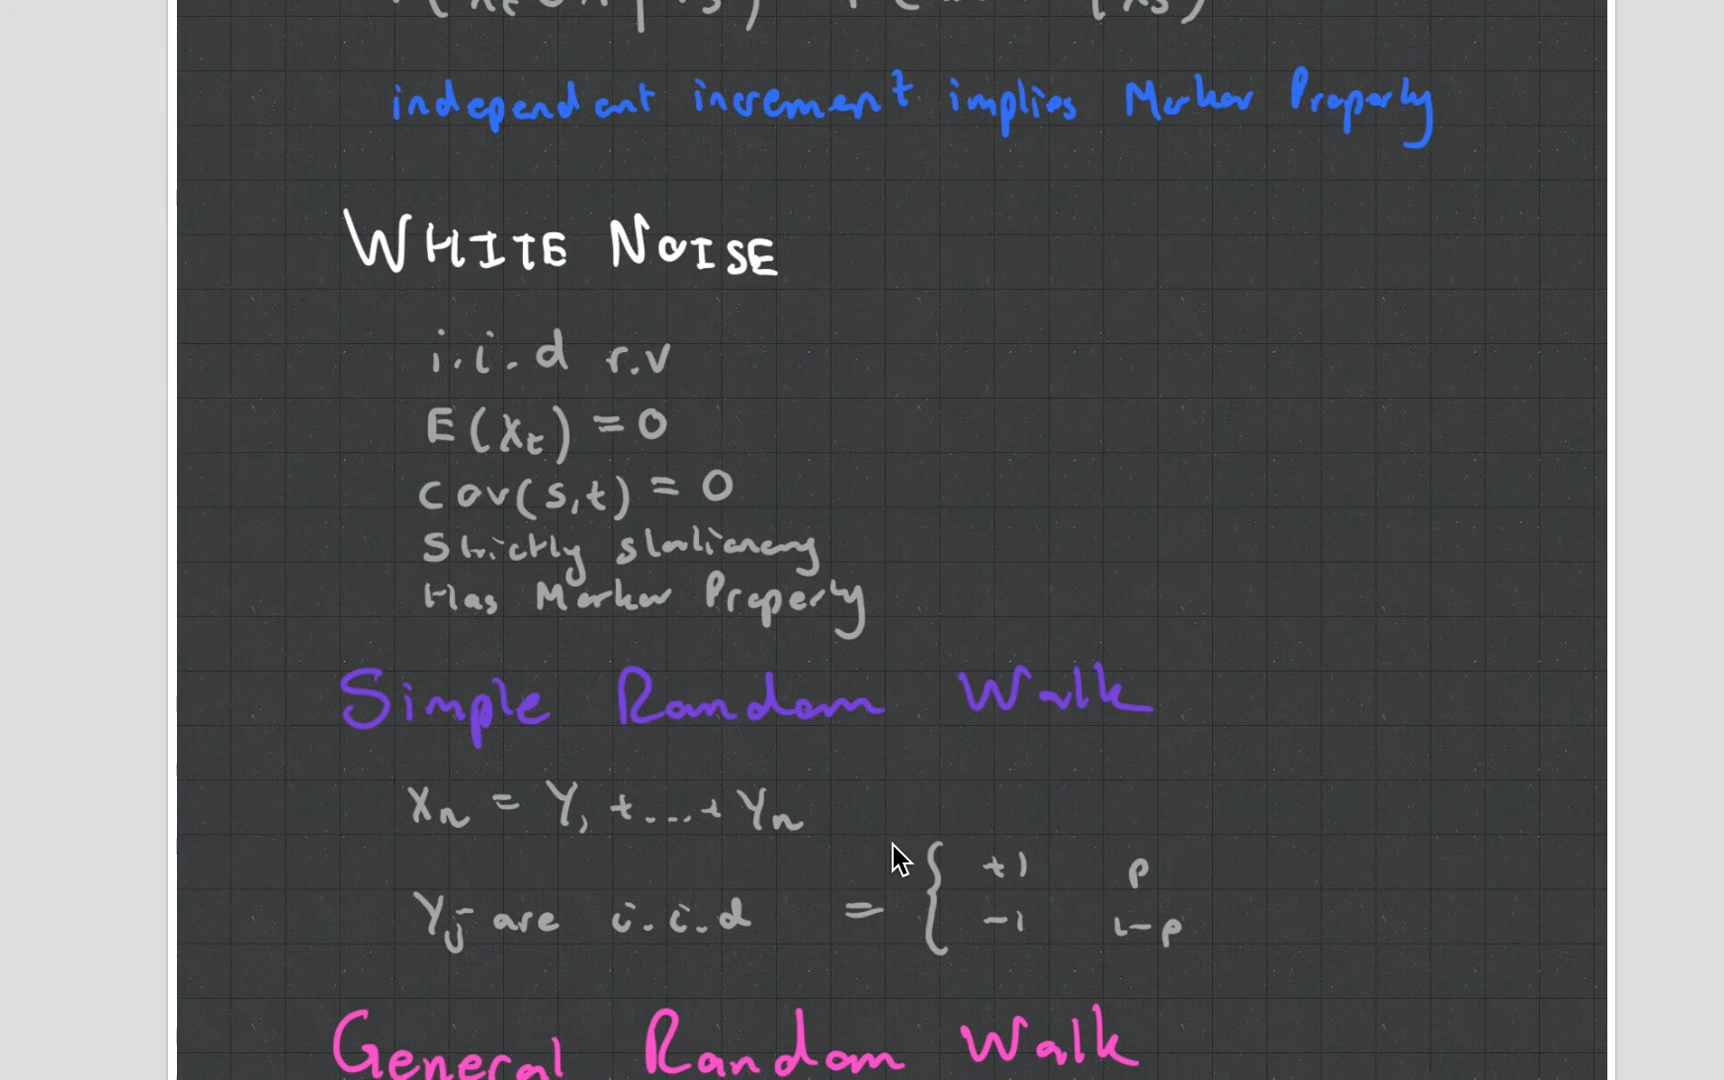 independent increment implies Markov Property
WHITE NOISE
i.i.d r.v
E(Xt) = 0
Cov(s,t) = 0
Strictly stationary
Has Markov Property
Simple Random Walk
Xn = Y1 +...+ Yn
Yj are i.i.d = { +1 p
-1 1-p
General Random Walk